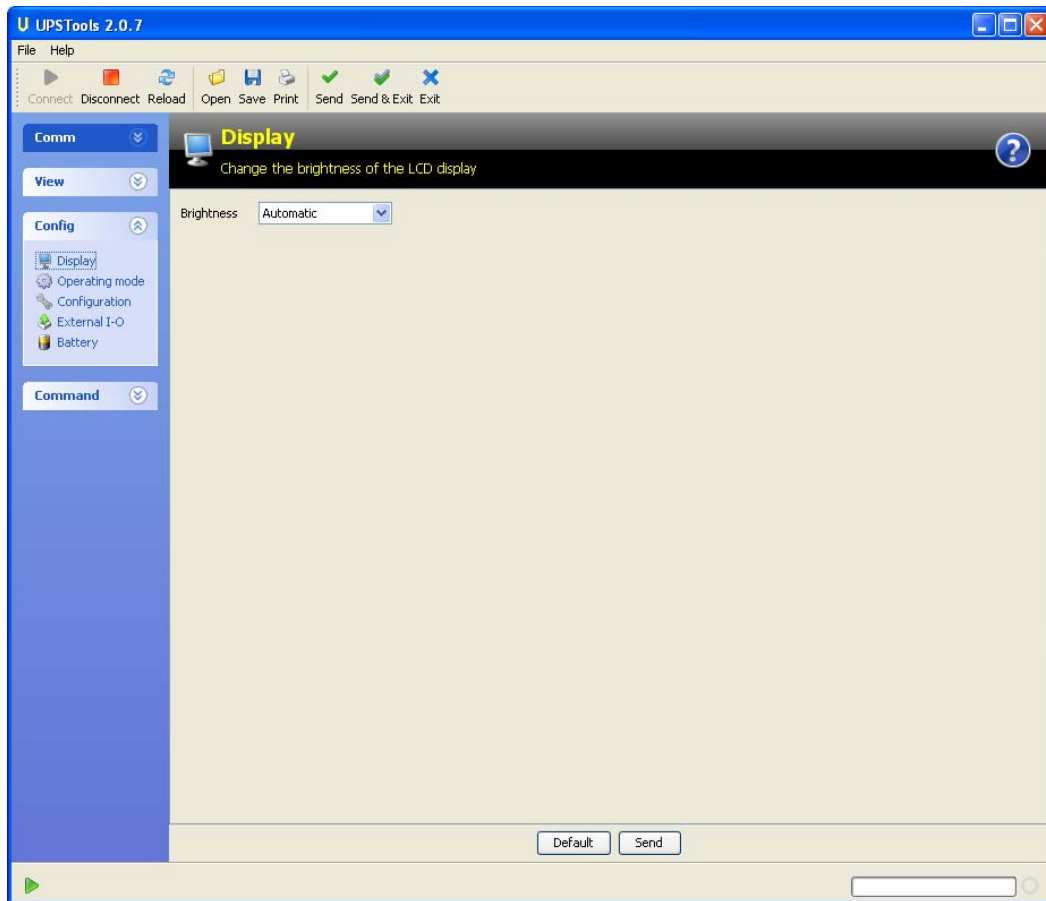 U UPSTools 2.0.7
File Help
Connect Disconnect Reload Open Save Print Send Send & Exit Exit
Comm
View
Config
Display
Operating mode
Configuration
External I-O
Battery
Command
Display
Change the brightness of the LCD display
?
Brightness Automatic
Default Send